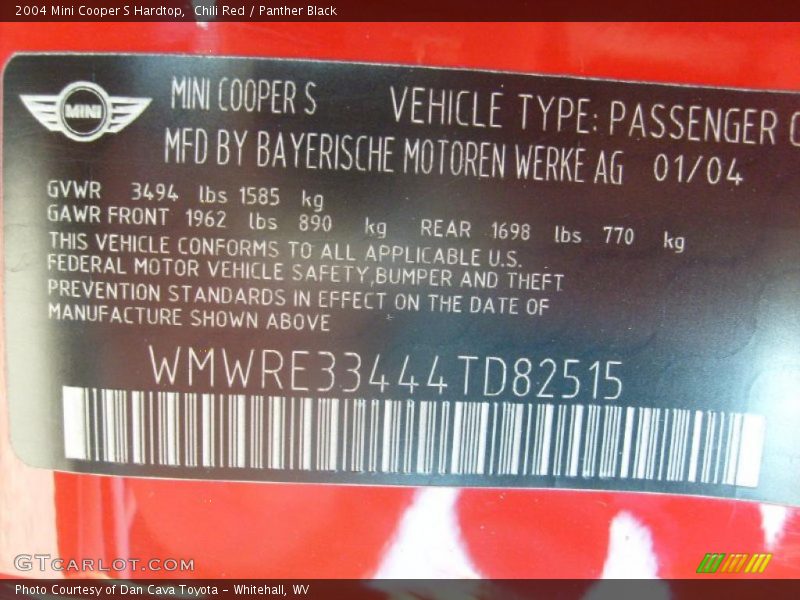 2004 Mini Cooper S Hardtop, Chili Red / Panther Black
MINI
MINI COOPER S VEHICLE TYPE: PASSENGER C
MFD BY BAYERISCHE MOTOREN WERKE AG 01/04
GVWR 3494 lbs 1585 kg
GAWR FRONT 1962 lbs 890 kg REAR 1698 lbs 770 kg
THIS VEHICLE CONFORMS TO ALL APPLICABLE U.S.
FEDERAL MOTOR VEHICLE SAFETY,BUMPER AND THEFT
PREVENTION STANDARDS IN EFFECT ON THE DATE OF
MANUFACTURE SHOWN ABOVE
WMWRE33444TD82515
GTCARLOT.COM
Photo Courtesy of Dan Cava Toyota - Whitehall, WV